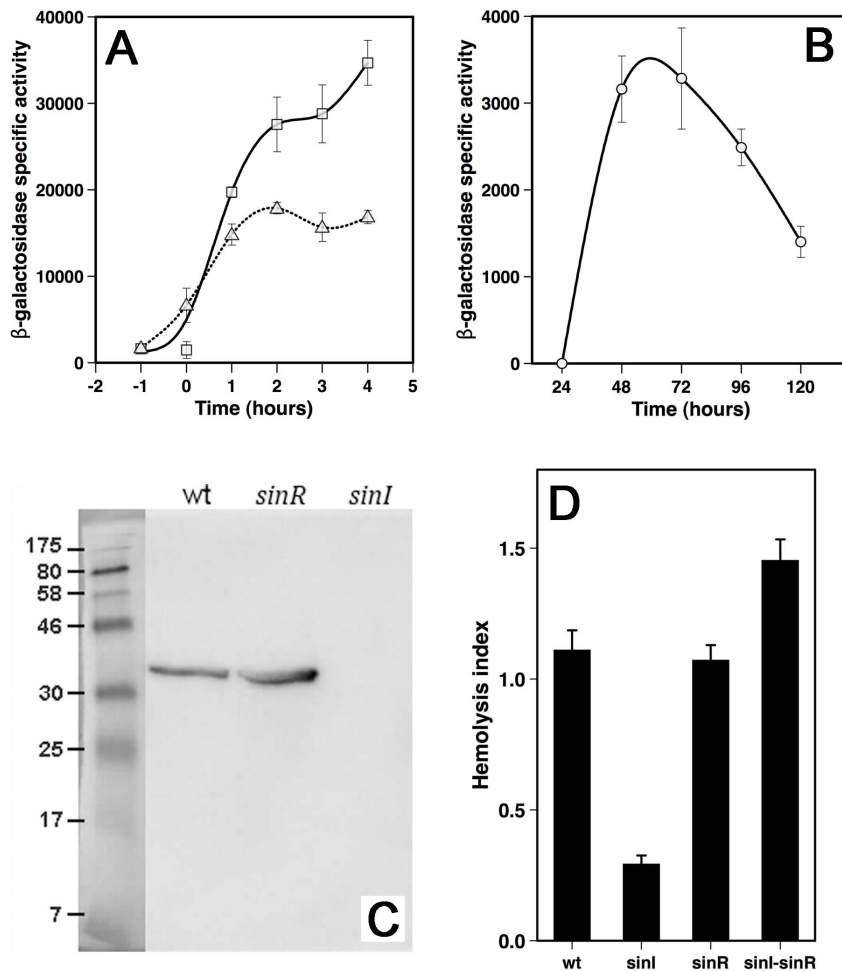 A
β-galactosidase specific activity
40000
30000
20000
10000
0
-2 -1 0 1 2 3 4 5
Time (hours)
B
β-galactosidase specific activity
4000
3000
2000
1000
0
24 48 72 96 120
Time (hours)
wt sinR sinI
175
80
58
46
30
25
17
7
C
D
Hemolysis index
1.5
1.0
0.5
0.0
wt sinI sinR sinI-sinR